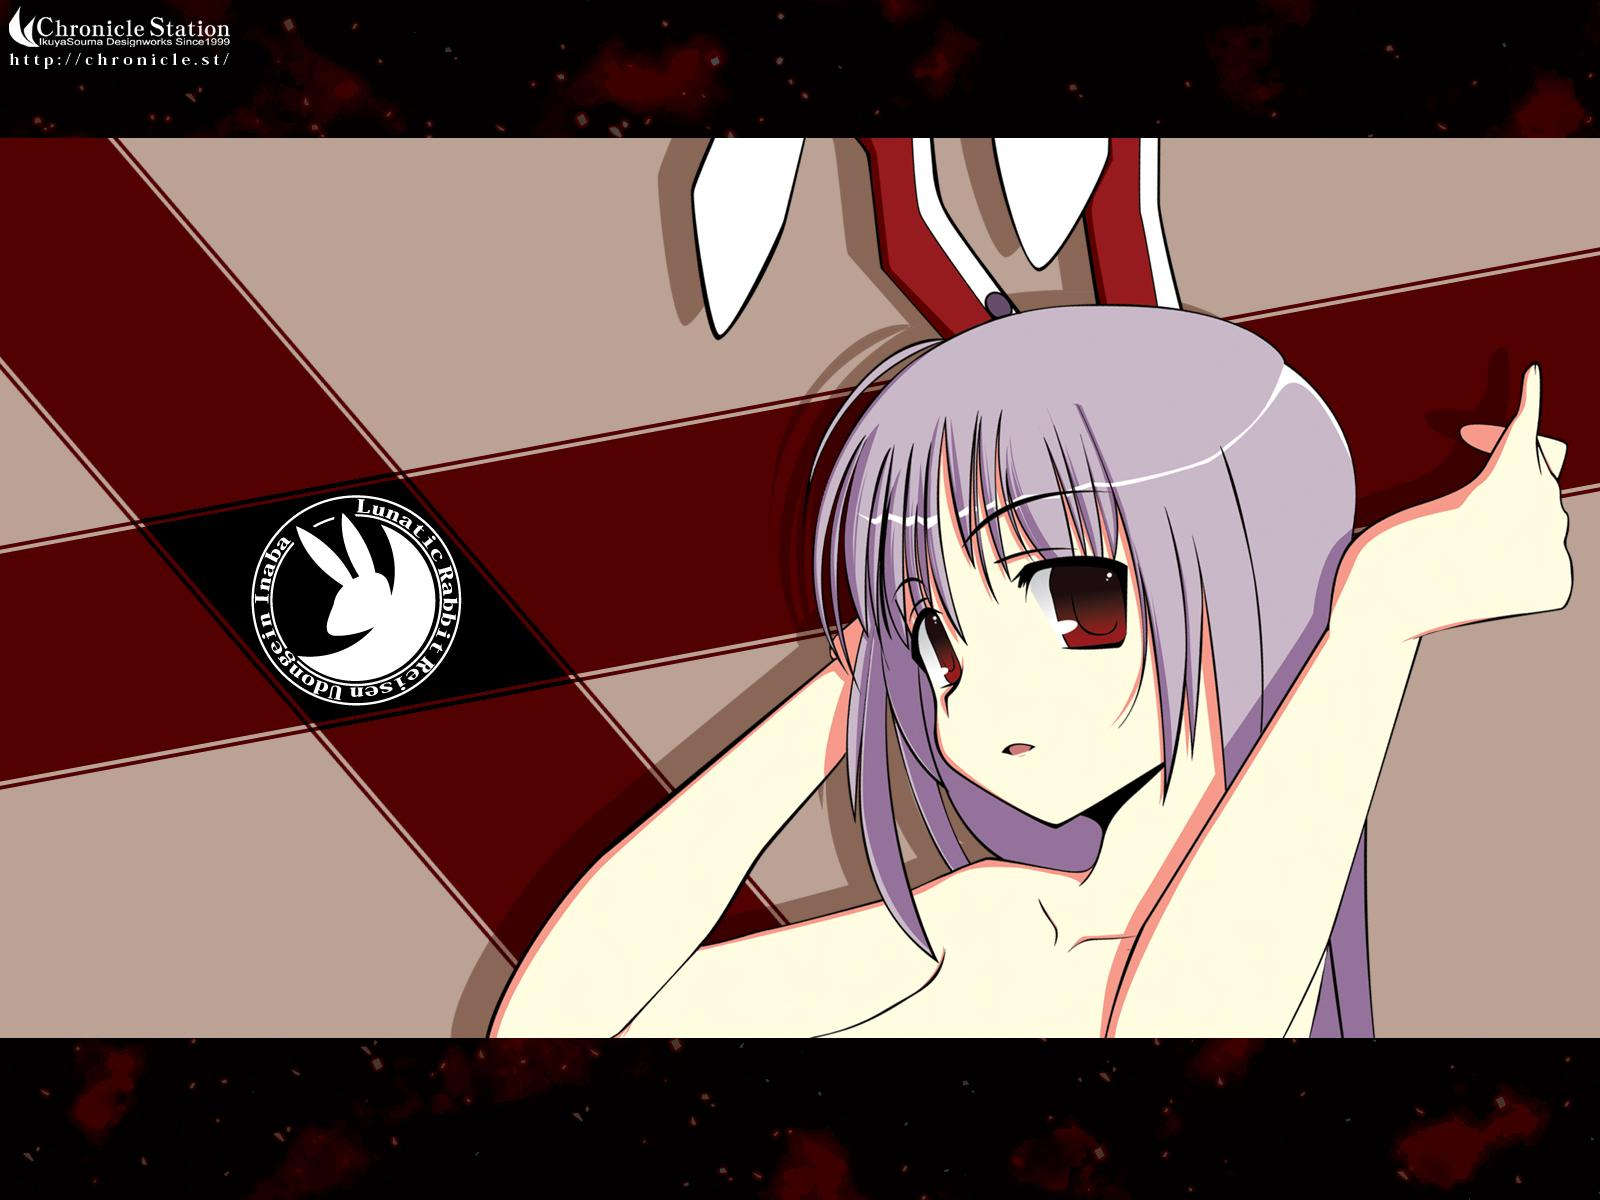 Chronicle Station
IkuyaSouma Designworks Since1999
http://chronicle.st/
Lunatic Rabbit Reisen Udongein Inaba